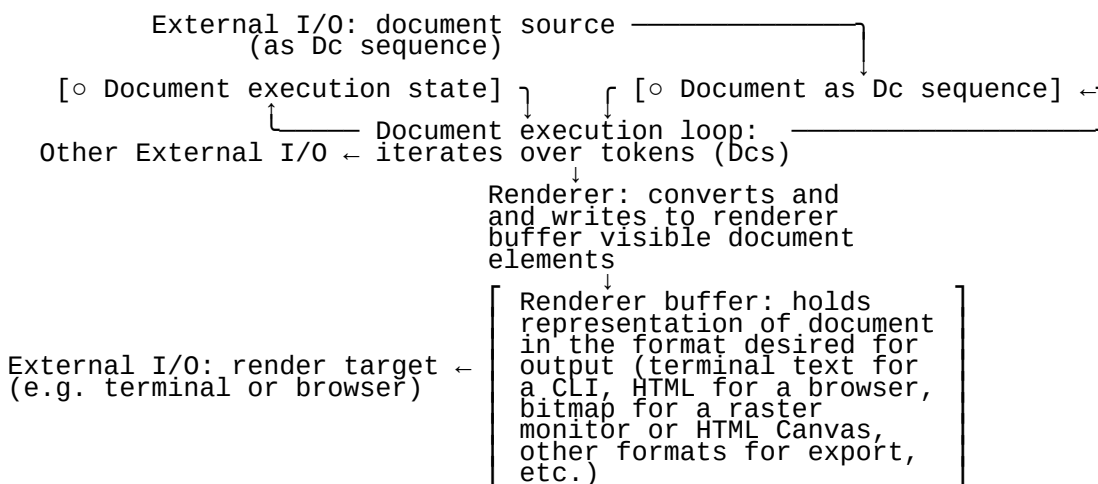 External I/O: document source
(as Dc sequence)
[○ Document execution state]
[○ Document as Dc sequence] ←
Document execution loop:
Other External I/O ← iterates over tokens (Dcs)
↓
Renderer: converts and
and writes to renderer
buffer visible document
elements
↓
Renderer buffer: holds
representation of document
in the format desired for
External I/O: render target ← output (terminal text for
(e.g. terminal or browser) a CLI, HTML for a browser,
bitmap for a raster
monitor or HTML Canvas,
other formats for export,
etc.)